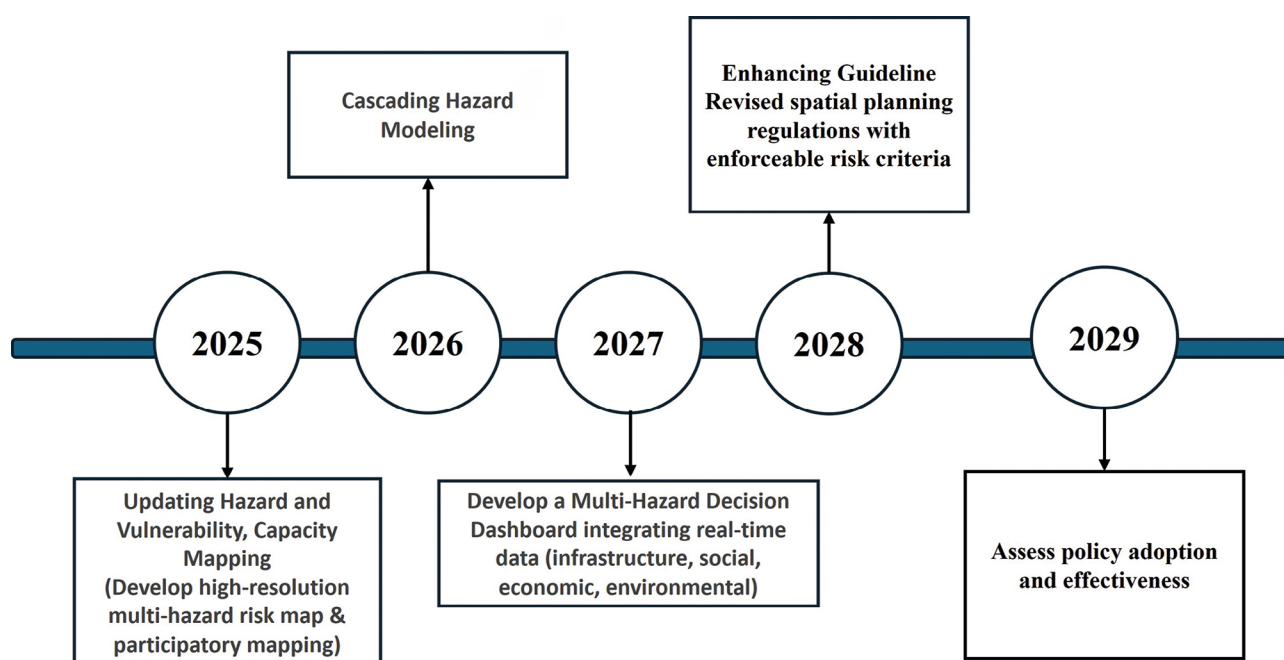 Cascading Hazard
Modeling
Enhancing Guideline
Revised spatial planning
regulations with
enforceable risk criteria
2025
2026
2027
2028
2029
Updating Hazard and
Vulnerability, Capacity
Mapping
(Develop high-resolution
multi-hazard risk map &
participatory mapping)
Develop a Multi-Hazard Decision
Dashboard integrating real-time
data (infrastructure, social,
economic, environmental)
Assess policy adoption
and effectiveness